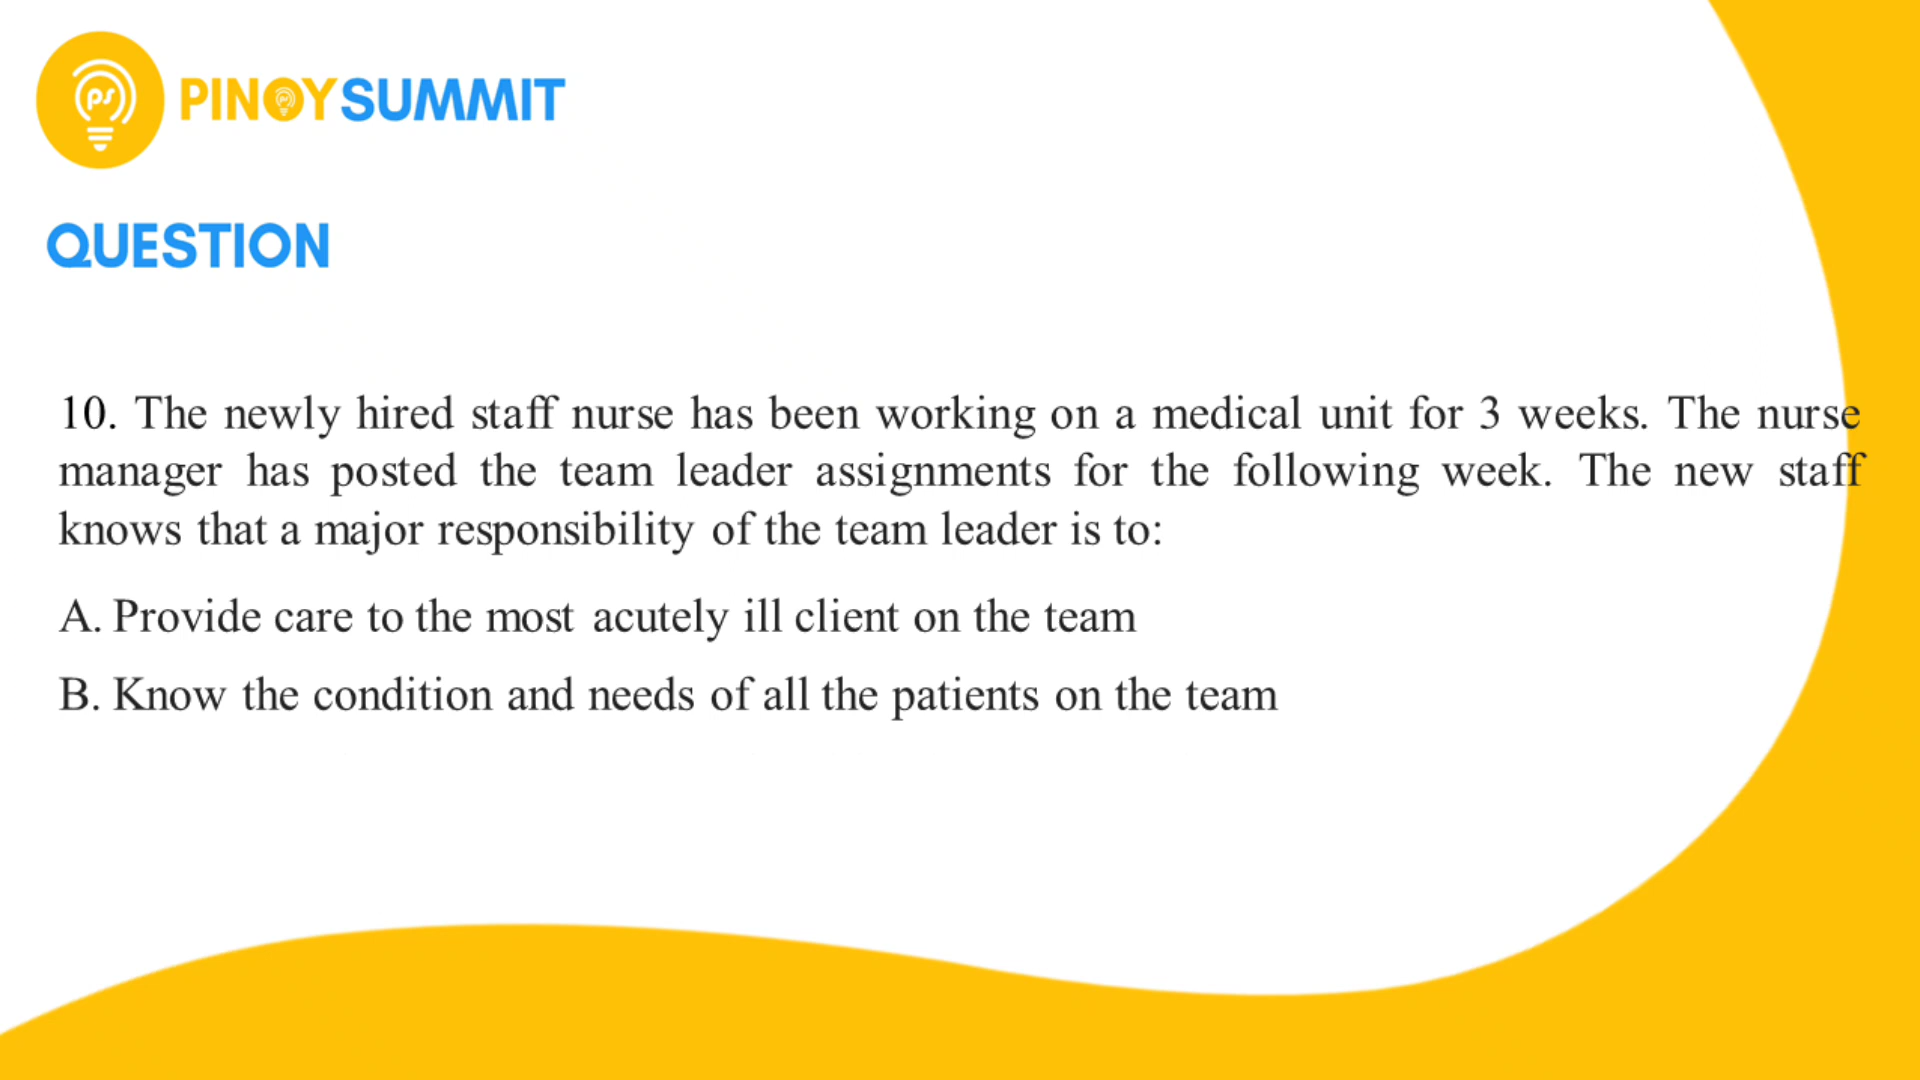 PINOYSUMMIT
QUESTION
10. The newly hired staff nurse has been working on a medical unit for 3 weeks. The nurse
manager has posted the team leader assignments for the following week. The new staff
knows that a major responsibility of the team leader is to:
A. Provide care to the most acutely ill client on the team
B. Know the condition and needs of all the patients on the team